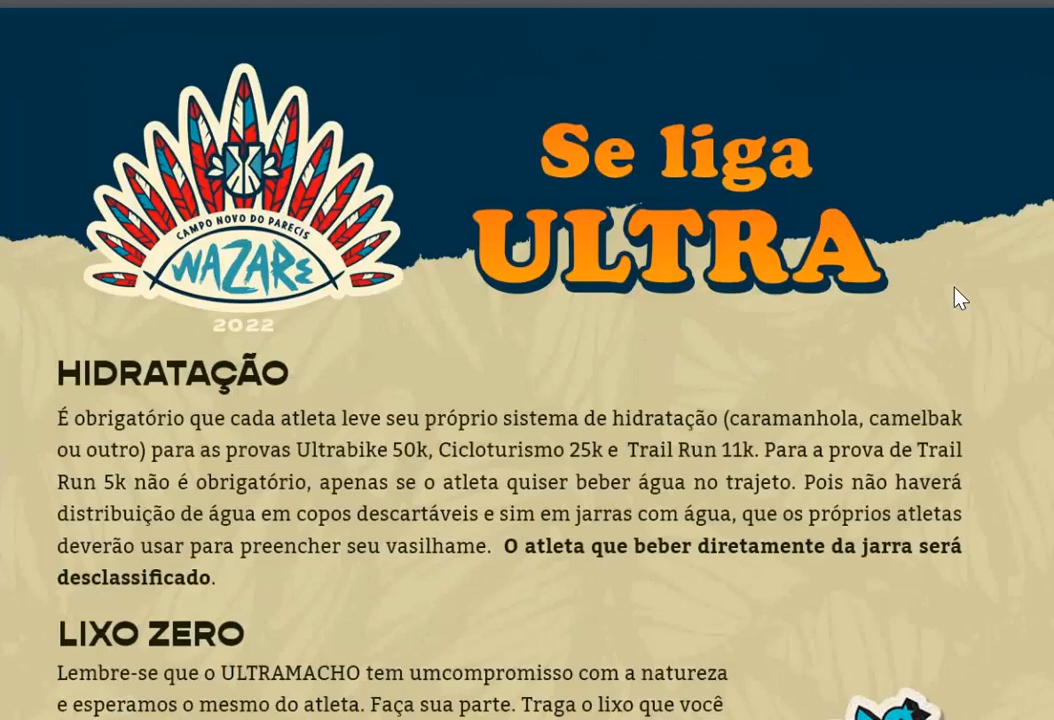 CAMPO NOVO DO PARECIS
WAZARE
2022
Se liga
ULTRA
HIDRATAÇÃO
É obrigatório que cada atleta leve seu próprio sistema de hidratação (caramanhola, camelbak
ou outro) para as provas Ultrabike 50k, Cicloturismo 25k e Trail Run 11k. Para a prova de Trail
Run 5k não é obrigatório, apenas se o atleta quiser beber água no trajeto. Pois não haverá
distribuição de água em copos descartáveis e sim em jarras com água, que os próprios atletas
deverão usar para preencher seu vasilhame. O atleta que beber diretamente da jarra será
desclassificado.
LIXO ZERO
Lembre-se que o ULTRAMACHO tem umcompromisso com a natureza
e esperamos o mesmo do atleta. Faça sua parte. Traga o lixo que você